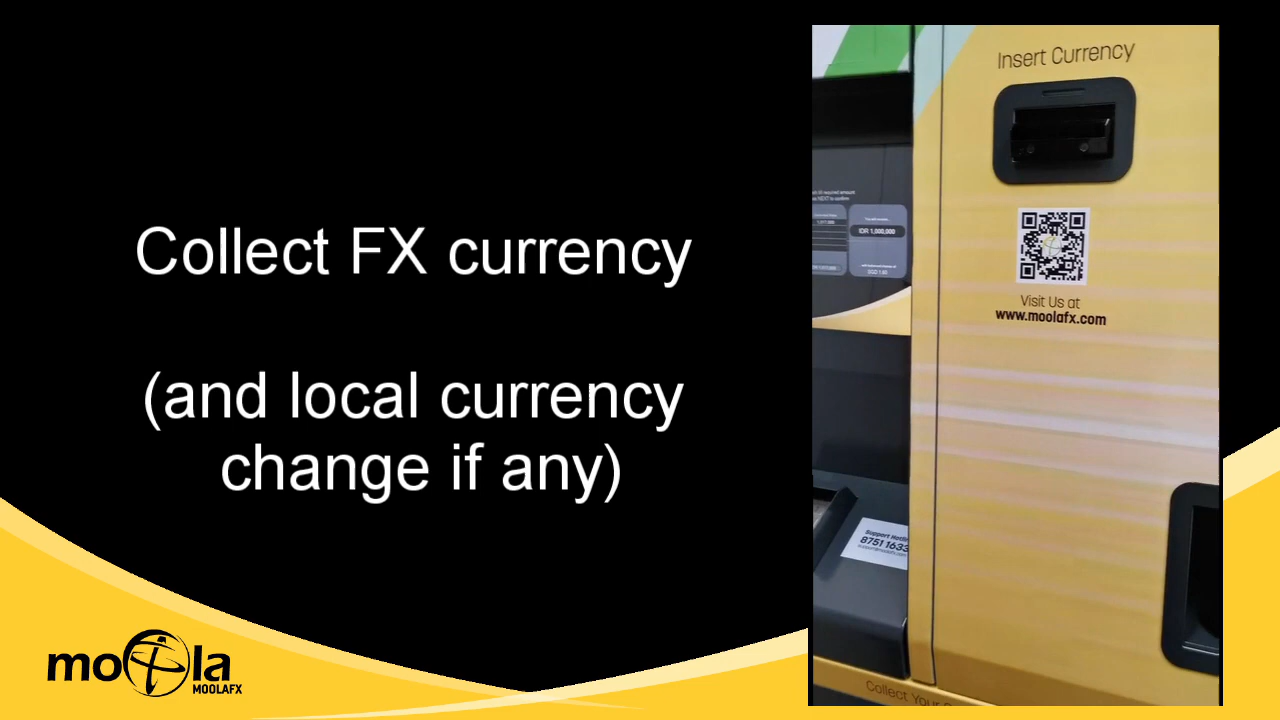 Collect FX currency
(and local currency
change if any)
moola
MOOLAFX
Insert Currency
IDR 1,000,000
Visit Us at
www.moolafx.com
Support
8751 1633
Collect Your